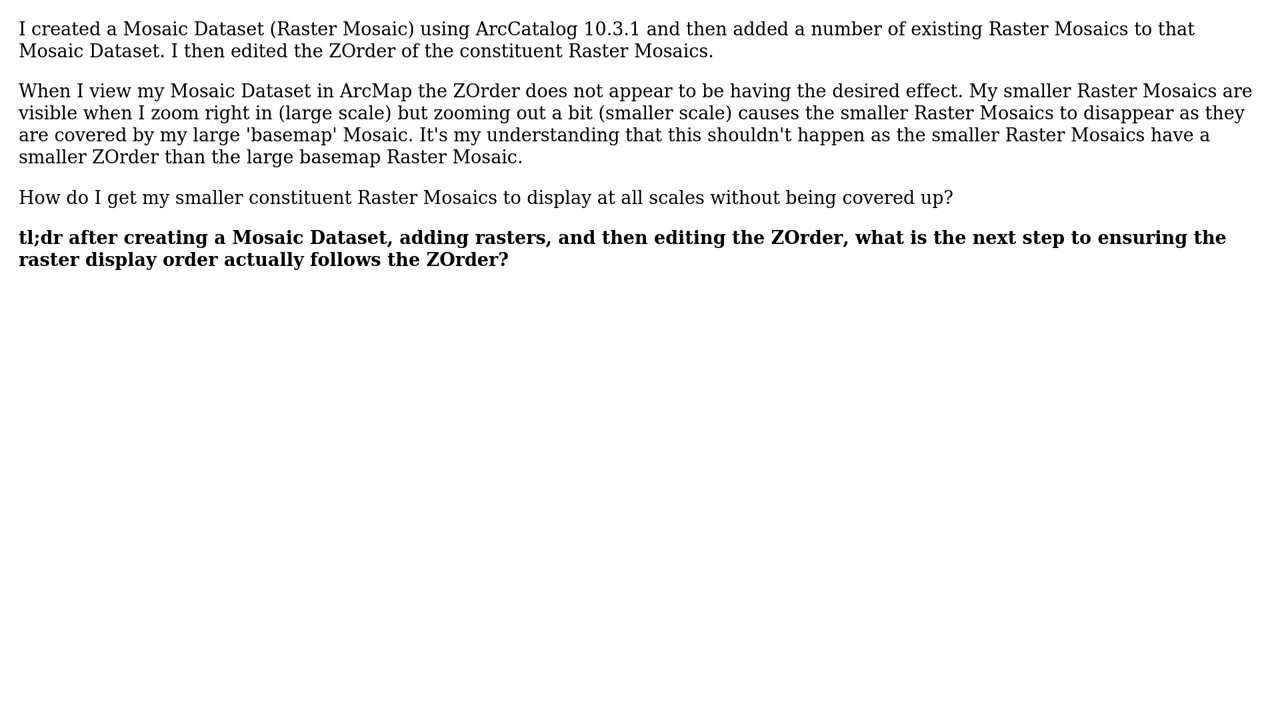 I created a Mosaic Dataset (Raster Mosaic) using ArcCatalog 10.3.1 and then added a number of existing Raster Mosaics to that
Mosaic Dataset. I then edited the ZOrder of the constituent Raster Mosaics.
When I view my Mosaic Dataset in ArcMap the ZOrder does not appear to be having the desired effect. My smaller Raster Mosaics are
visible when I zoom right in (large scale) but zooming out a bit (smaller scale) causes the smaller Raster Mosaics to disappear as they
are covered by my large 'basemap' Mosaic. It's my understanding that this shouldn't happen as the smaller Raster Mosaics have a
smaller ZOrder than the large basemap Raster Mosaic.
How do I get my smaller constituent Raster Mosaics to display at all scales without being covered up?
tl;dr after creating a Mosaic Dataset, adding rasters, and then editing the ZOrder, what is the next step to ensuring the
raster display order actually follows the ZOrder?